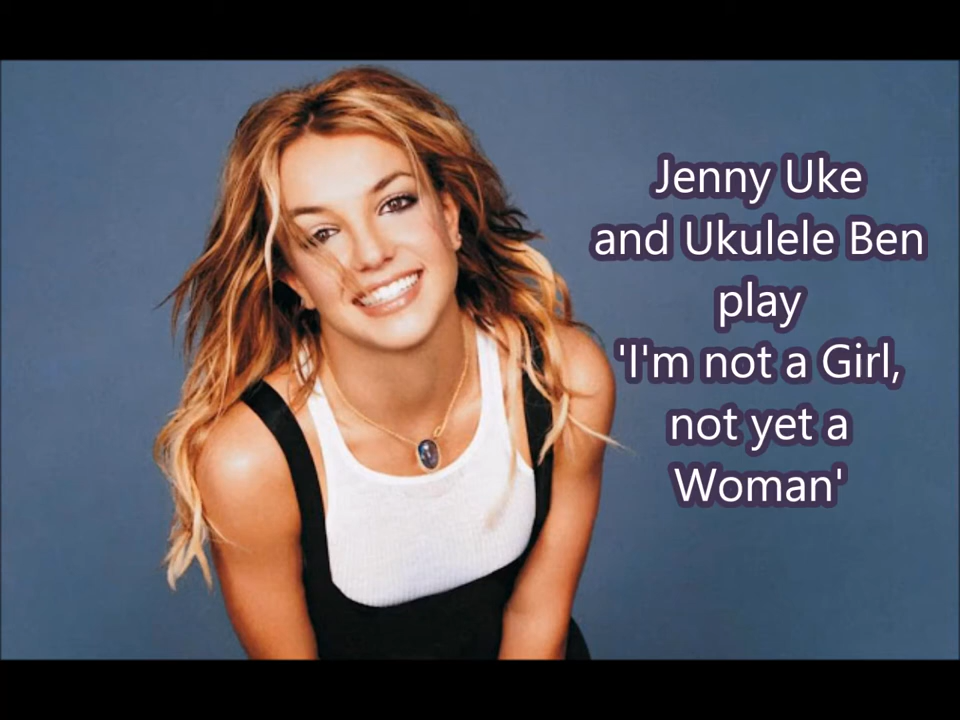 Jenny Uke
and Ukulele Ben
play
'I'm not a Girl,
not yet a
Woman'